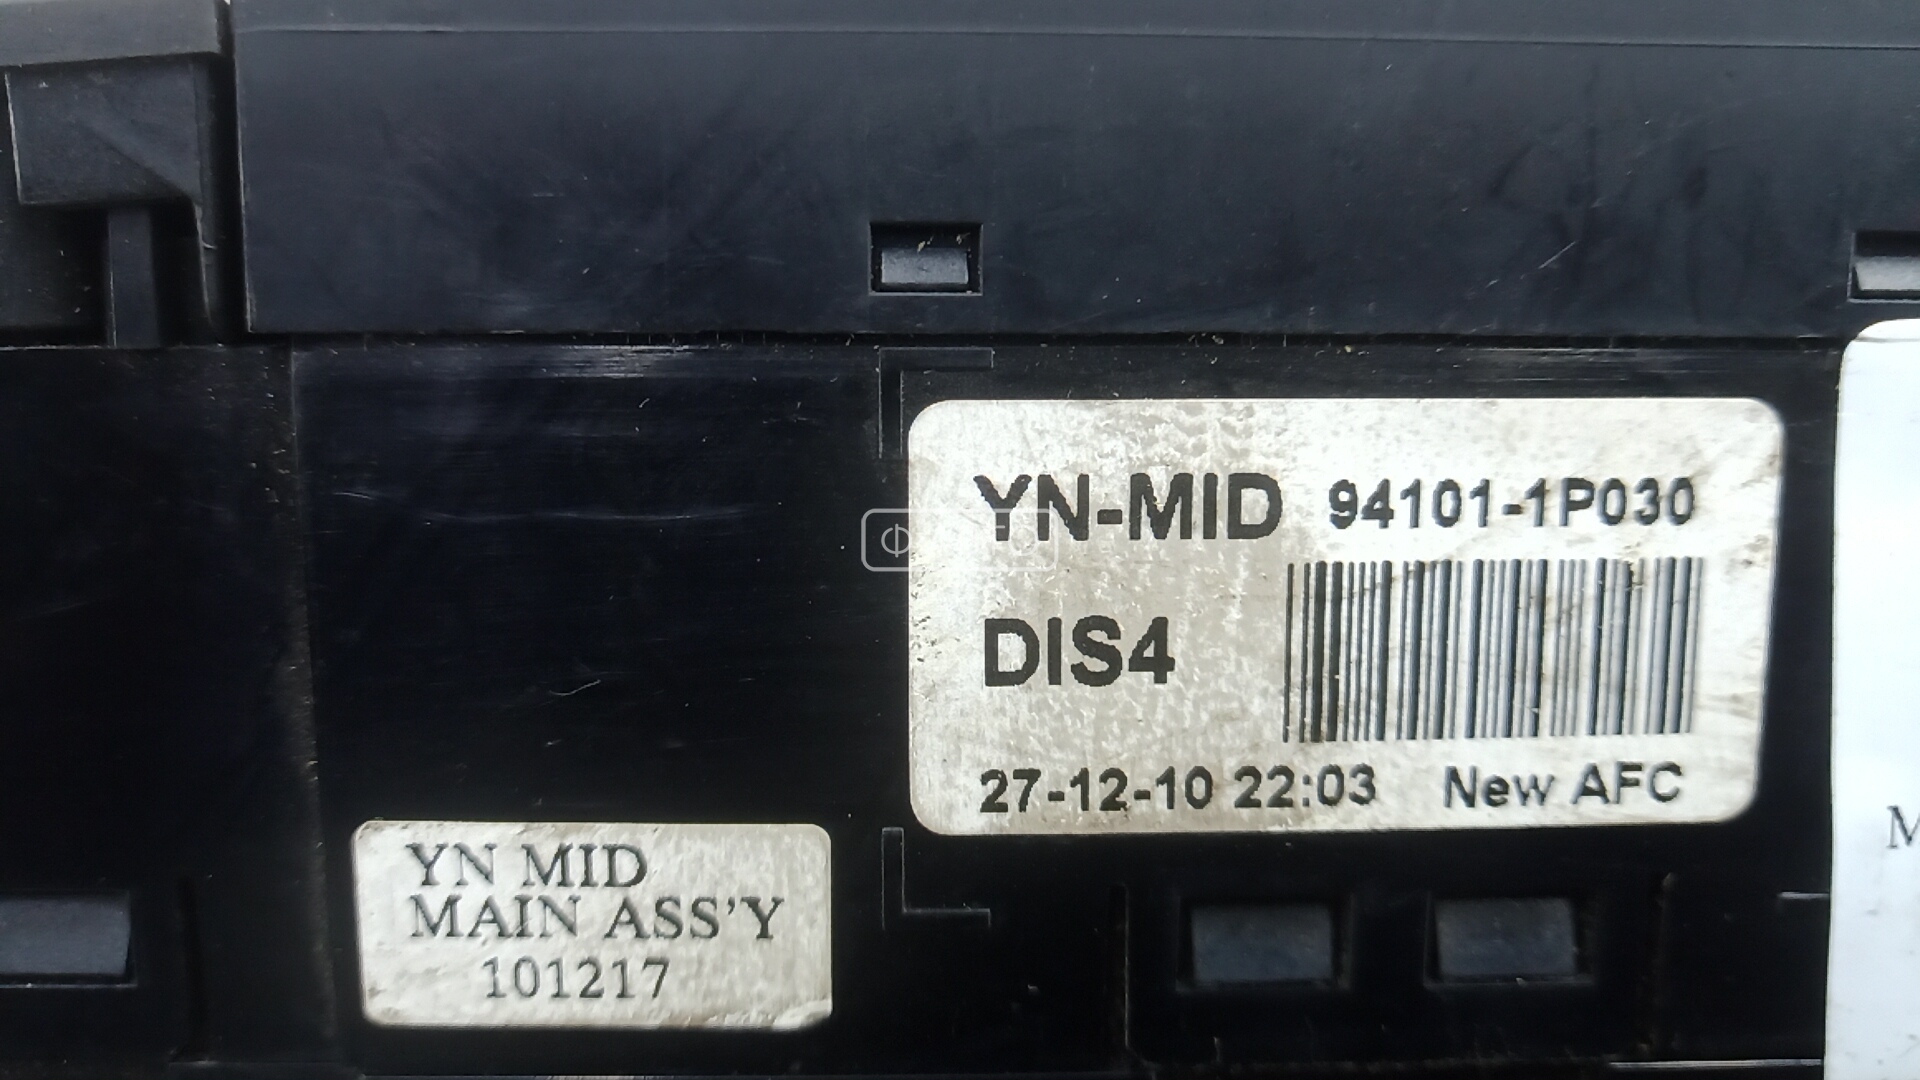 YN-MID 94101-1P030
DIS4
27-12-10 22:03 New AFC
YN MID
MAIN ASS'Y
101217
M